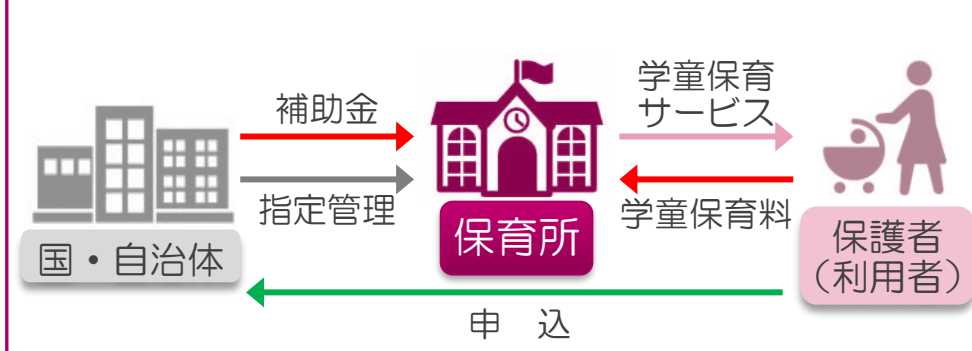 補助金
指定管理
国・自治体
保育所
学童保育
サービス
学童保育料
保護者
（利用者）
申　込